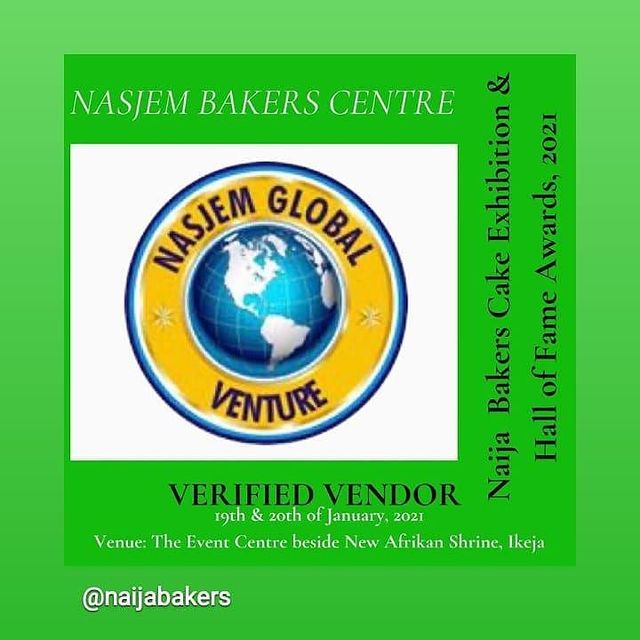 NASJEM BAKERS CENTRE
NASJEM GLOBAL
VENTURE
Naija Bakers Cake Exhibition &
Hall of Fame Awards, 2021
VERIFIED VENDOR
19th & 20th of January, 2021
Venue: The Event Centre beside New Afrikan Shrine, Ikeja
@naijabakers